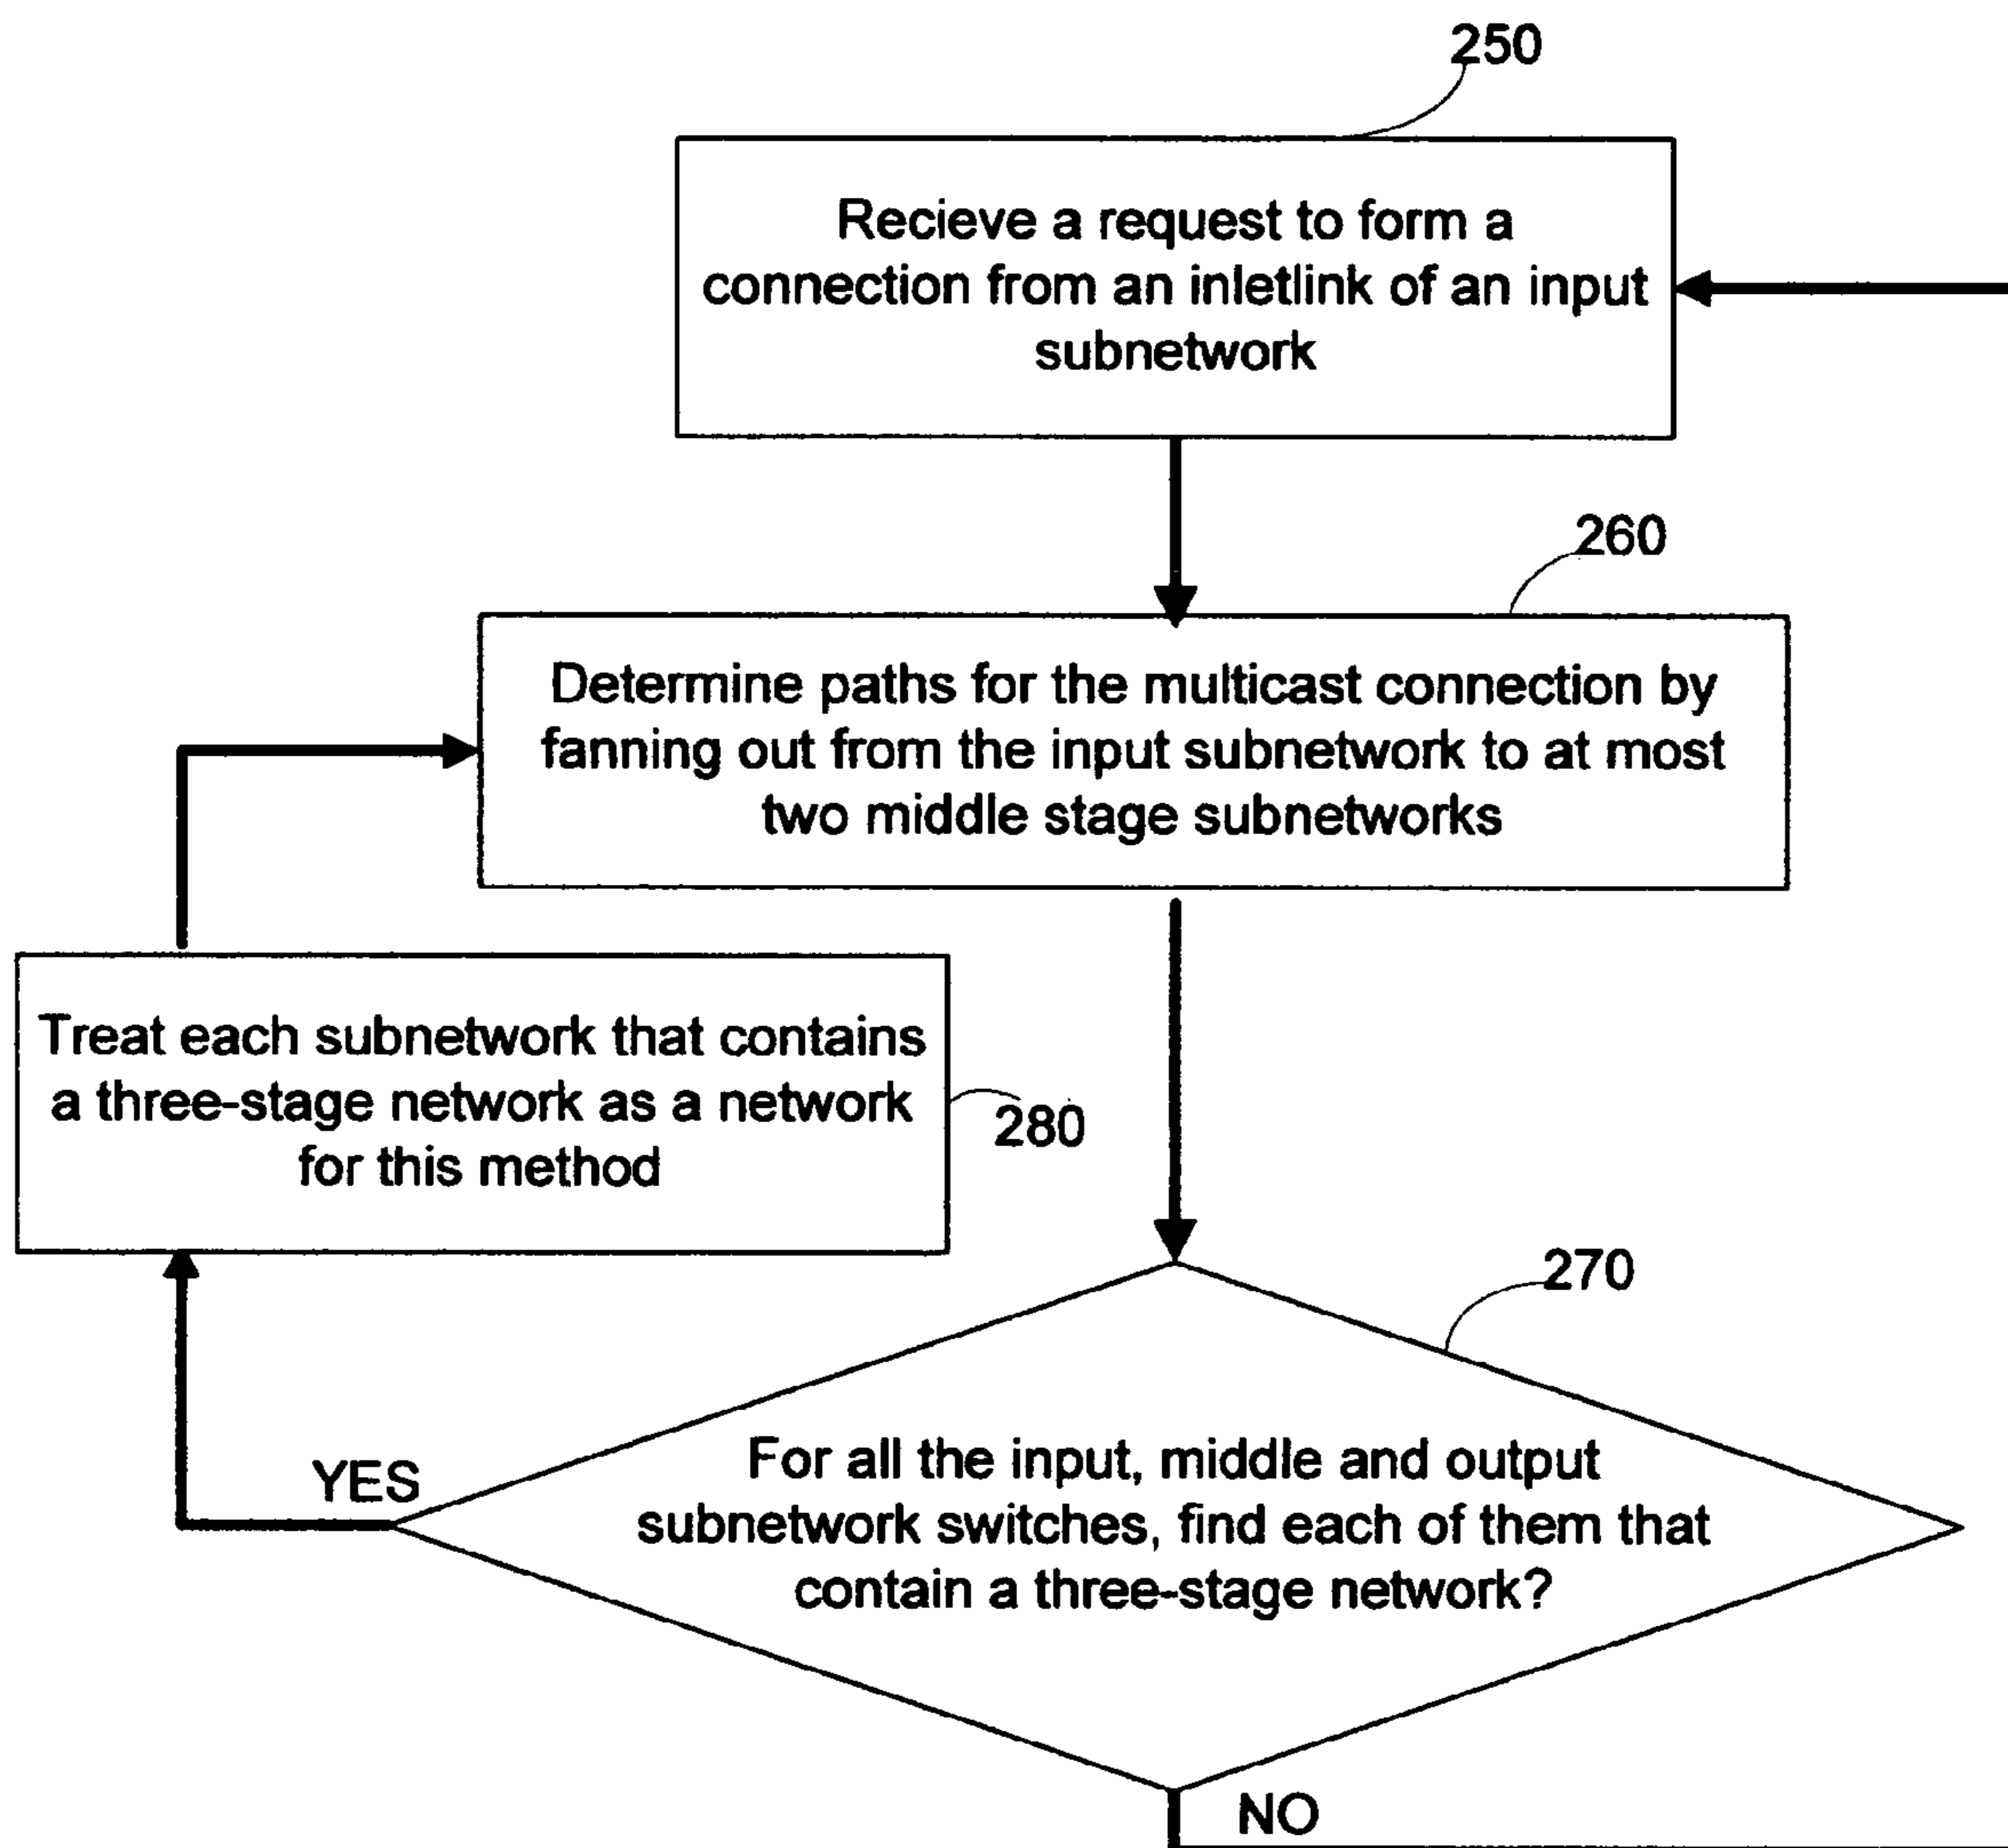 250
Recieve a request to form a
connection from an inletlink of an input
subnetwork
260
Determine paths for the multicast connection by
fanning out from the input subnetwork to at most
two middle stage subnetworks
Treat each subnetwork that contains
a three-stage network as a network
for this method
280
270
For all the input, middle and output
subnetwork switches, find each of them that
contain a three-stage network?
YES
NO